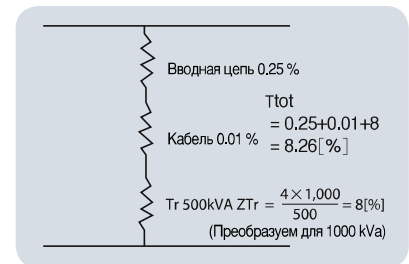 Вводная цепь 0.25 %
Ttot
= 0.25+0.01+8
Кабель 0.01 % = 8.26[%]
Tr 500kVA ZTr = 4×1,000/500 = 8[%]
(Преобразуем для 1000 kVa)